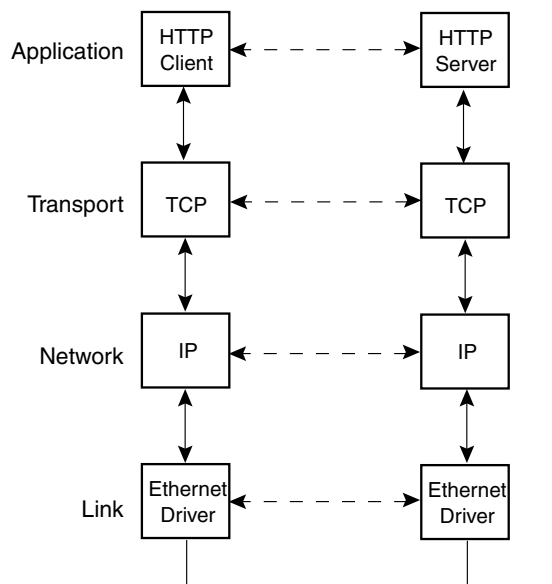 Application
HTTP
Client
HTTP
Server
Transport
TCP
TCP
Network
IP
IP
Link
Ethernet
Driver
Ethernet
Driver